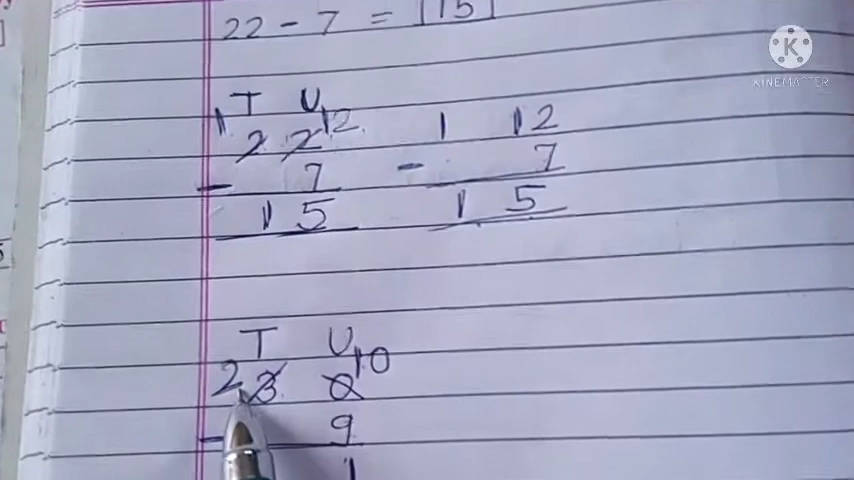 22 - 7 = 15
KINEMASTER
T U
1 2 2 12
1 12
- 7
- 7
1 5
1 5
T U
2 3 0 10
- 9
1